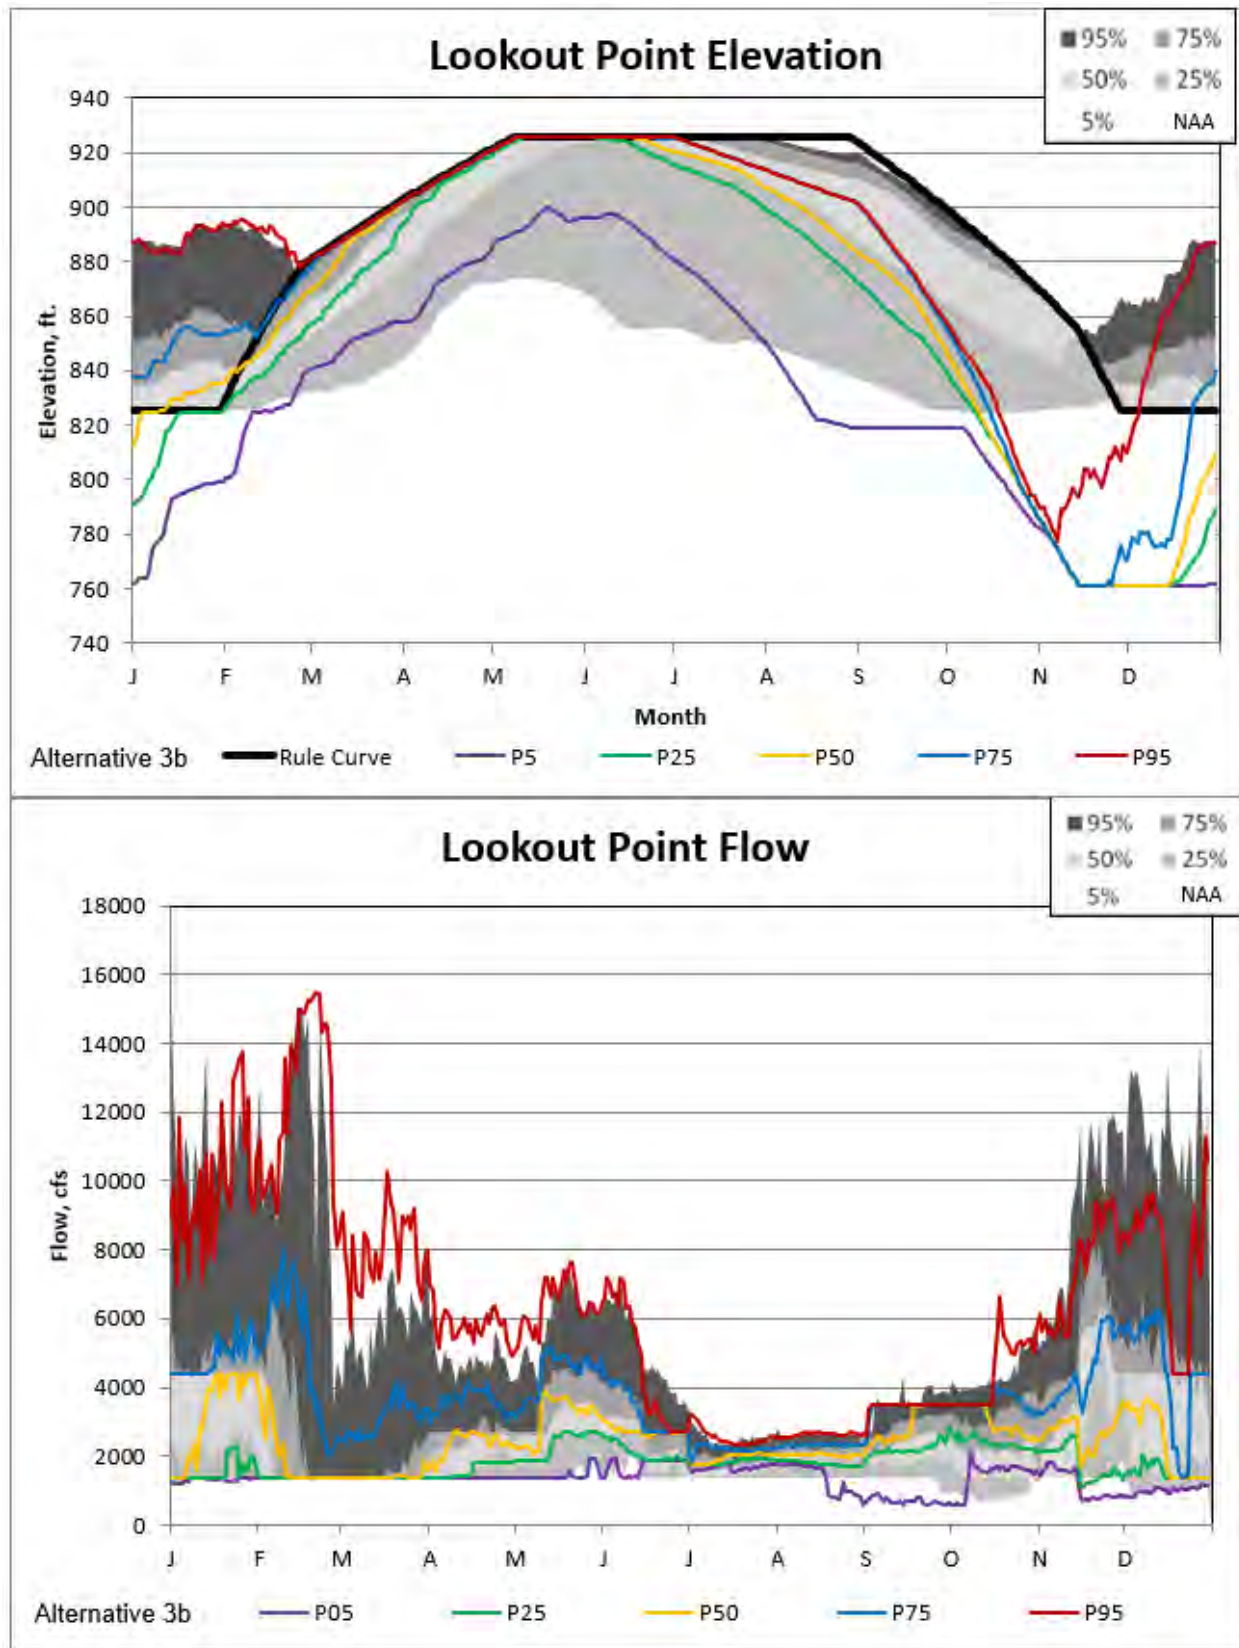 Lookout Point Elevation
95% 75%
50% 25%
5% NAA
940
920
900
880
860
840
820
800
780
760
740
Elevation, ft.
J F M A M J J A S O N D
Month
Alternative 3b Rule Curve P5 P25 P50 P75 P95
Lookout Point Flow
95% 75%
50% 25%
5% NAA
18000
16000
14000
12000
10000
8000
6000
4000
2000
0
Flow, cfs
J F M A M J J A S O N D
Alternative 3b P05 P25 P50 P75 P95